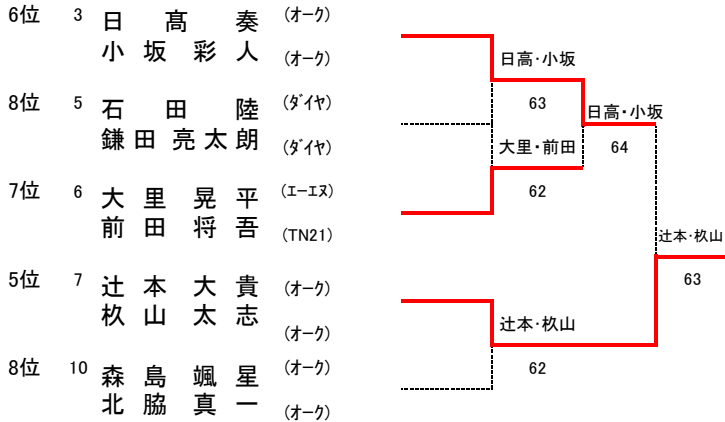 6位 3 日 髙 奏 (オーク)
小 坂 彩 人 (オーク)
日高・小坂
8位 5 石 田 陸 (ダイヤ)
63
日高・小坂
鎌 田 亮 太 朗 (ダイヤ)
大里・前田
64
7位 6 大 里 晃 平 (エーエヌ)
62
前 田 将 吾 (TN21)
辻本・杦山
5位 7 辻 本 大 貴 (オーク)
63
杦 山 太 志 (オーク)
辻本・杦山
8位 10 森 島 颯 星 (オーク)
62
北 脇 真 一 (オーク)